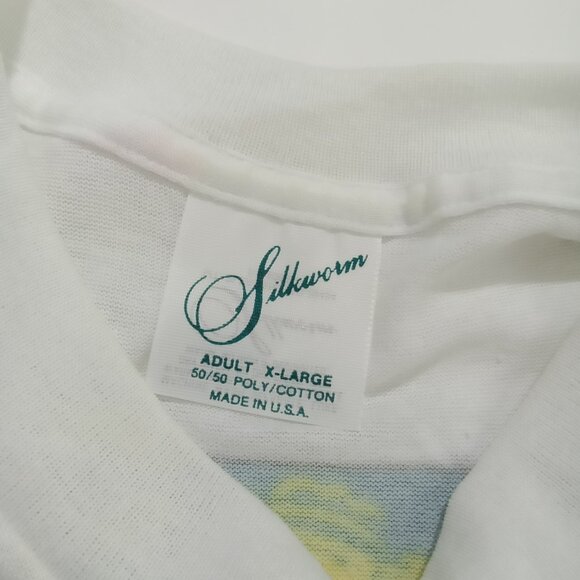 Silkworm
ADULT X-LARGE
50/50 POLY/COTTON
MADE IN U.S.A.